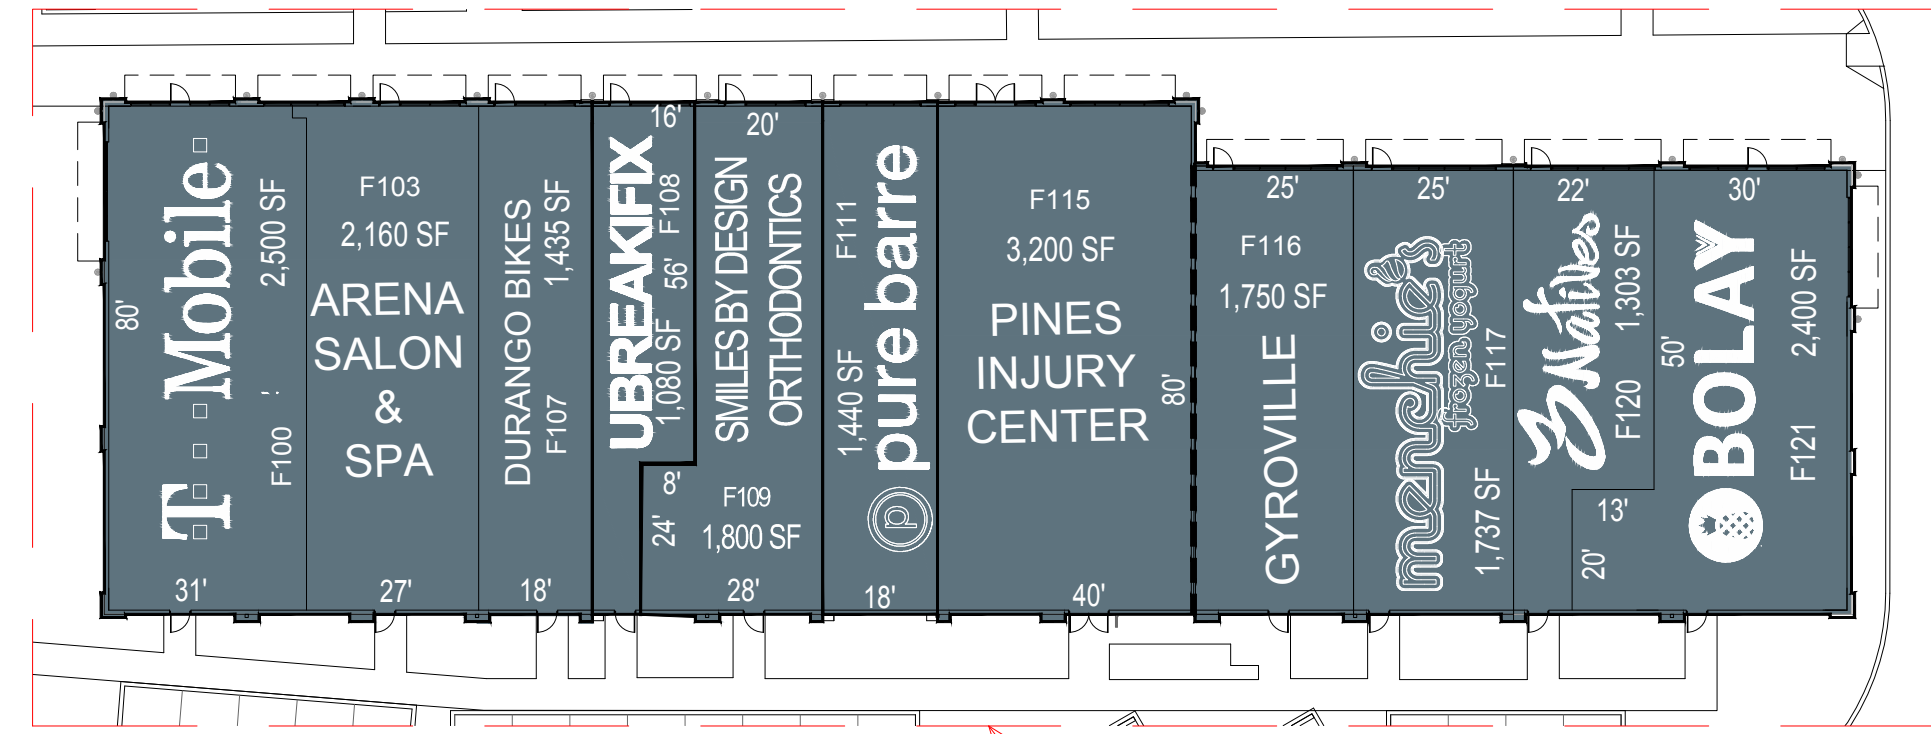 T Mobile
2,500 SF
F100
80'
31'
F103
2,160 SF
ARENA
SALON
&
SPA
27'
DURANGO BIKES
1,435 SF
F107
18'
16'
UBREAKIFIX
F108
1,080 SF
56'
8'
24'
20'
SMILES BY DESIGN
ORTHODONTICS
F109
1,800 SF
28'
F111
1,440 SF
p pure barre
18'
F115
3,200 SF
PINES
INJURY
CENTER
80'
40'
25'
F116
1,750 SF
GYROVILLE
25'
menchie's
frozen yogurt
F117
1,737 SF
22'
3Natives
1,303 SF
F120
50'
13'
20'
30'
BOLAY
2,400 SF
F121